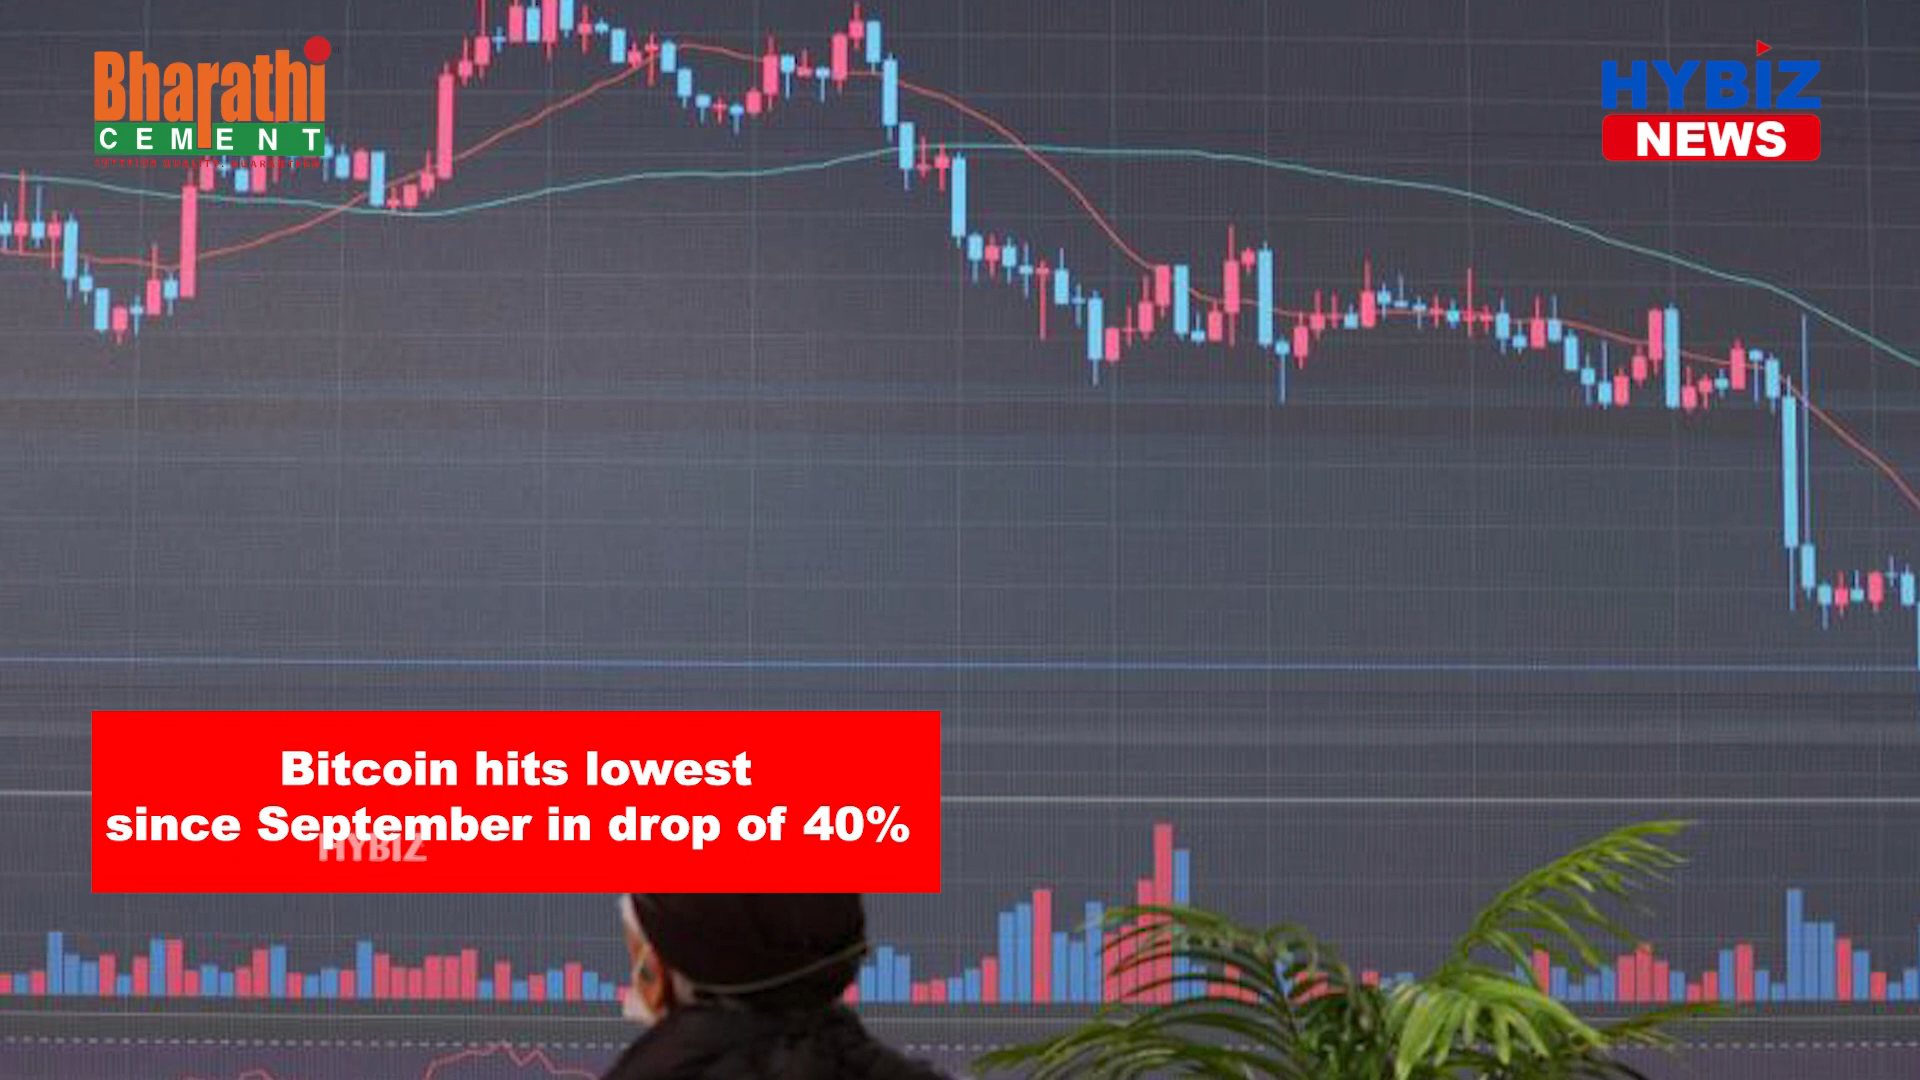 Bharathi
CEMENT
HYBIZ
NEWS
Bitcoin hits lowest
since September in drop of 40%
HYBIZ